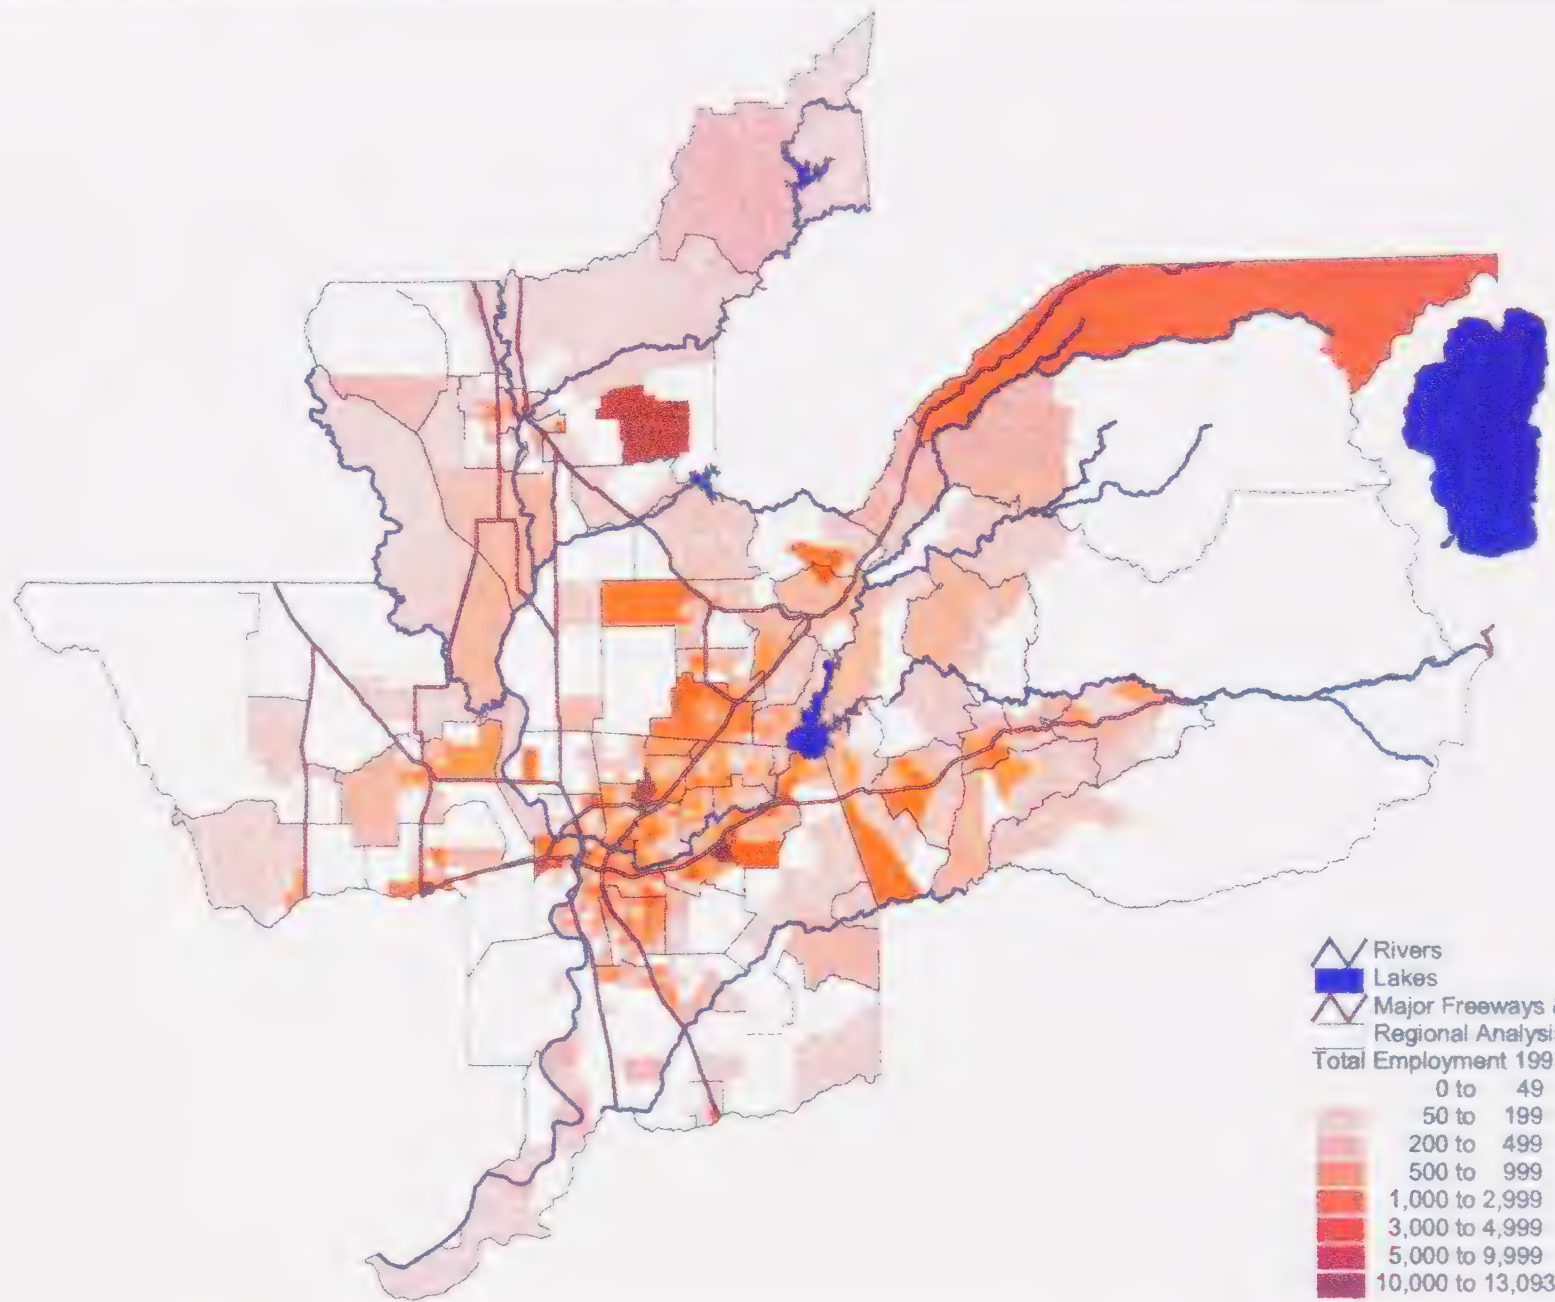 Rivers
Lakes
Major Freeways
Regional Analysis
Total Employment 199
0 to 49
50 to 199
200 to 499
500 to 999
1,000 to 2,999
3,000 to 4,999
5,000 to 9,999
10,000 to 13,093